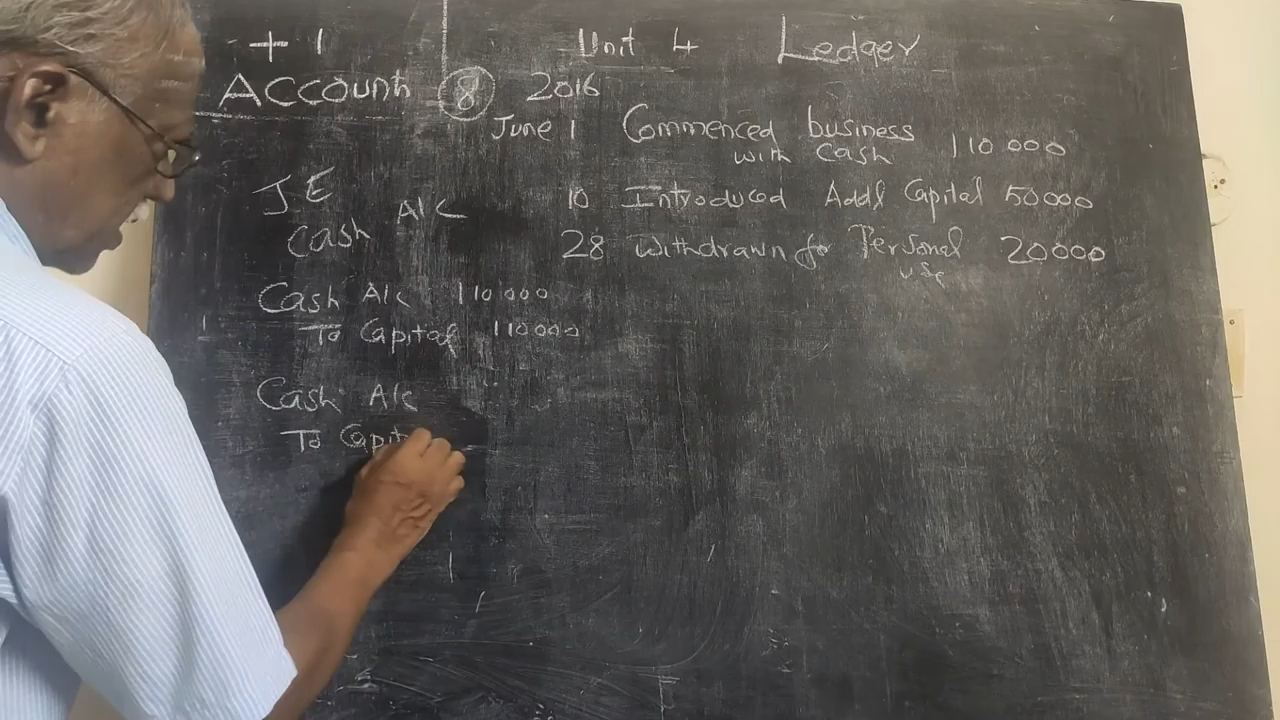 +1 Unit 4 Ledger
Account 8 2016
June 1 Commenced business
with cash 110000
10 Introduced Addl Capital 50000
28 withdrawn for Personal 20000
use
J.E
Cash A/c
Cash A/c 110000
1 To Capital 110000
Cash A/c
To Capit